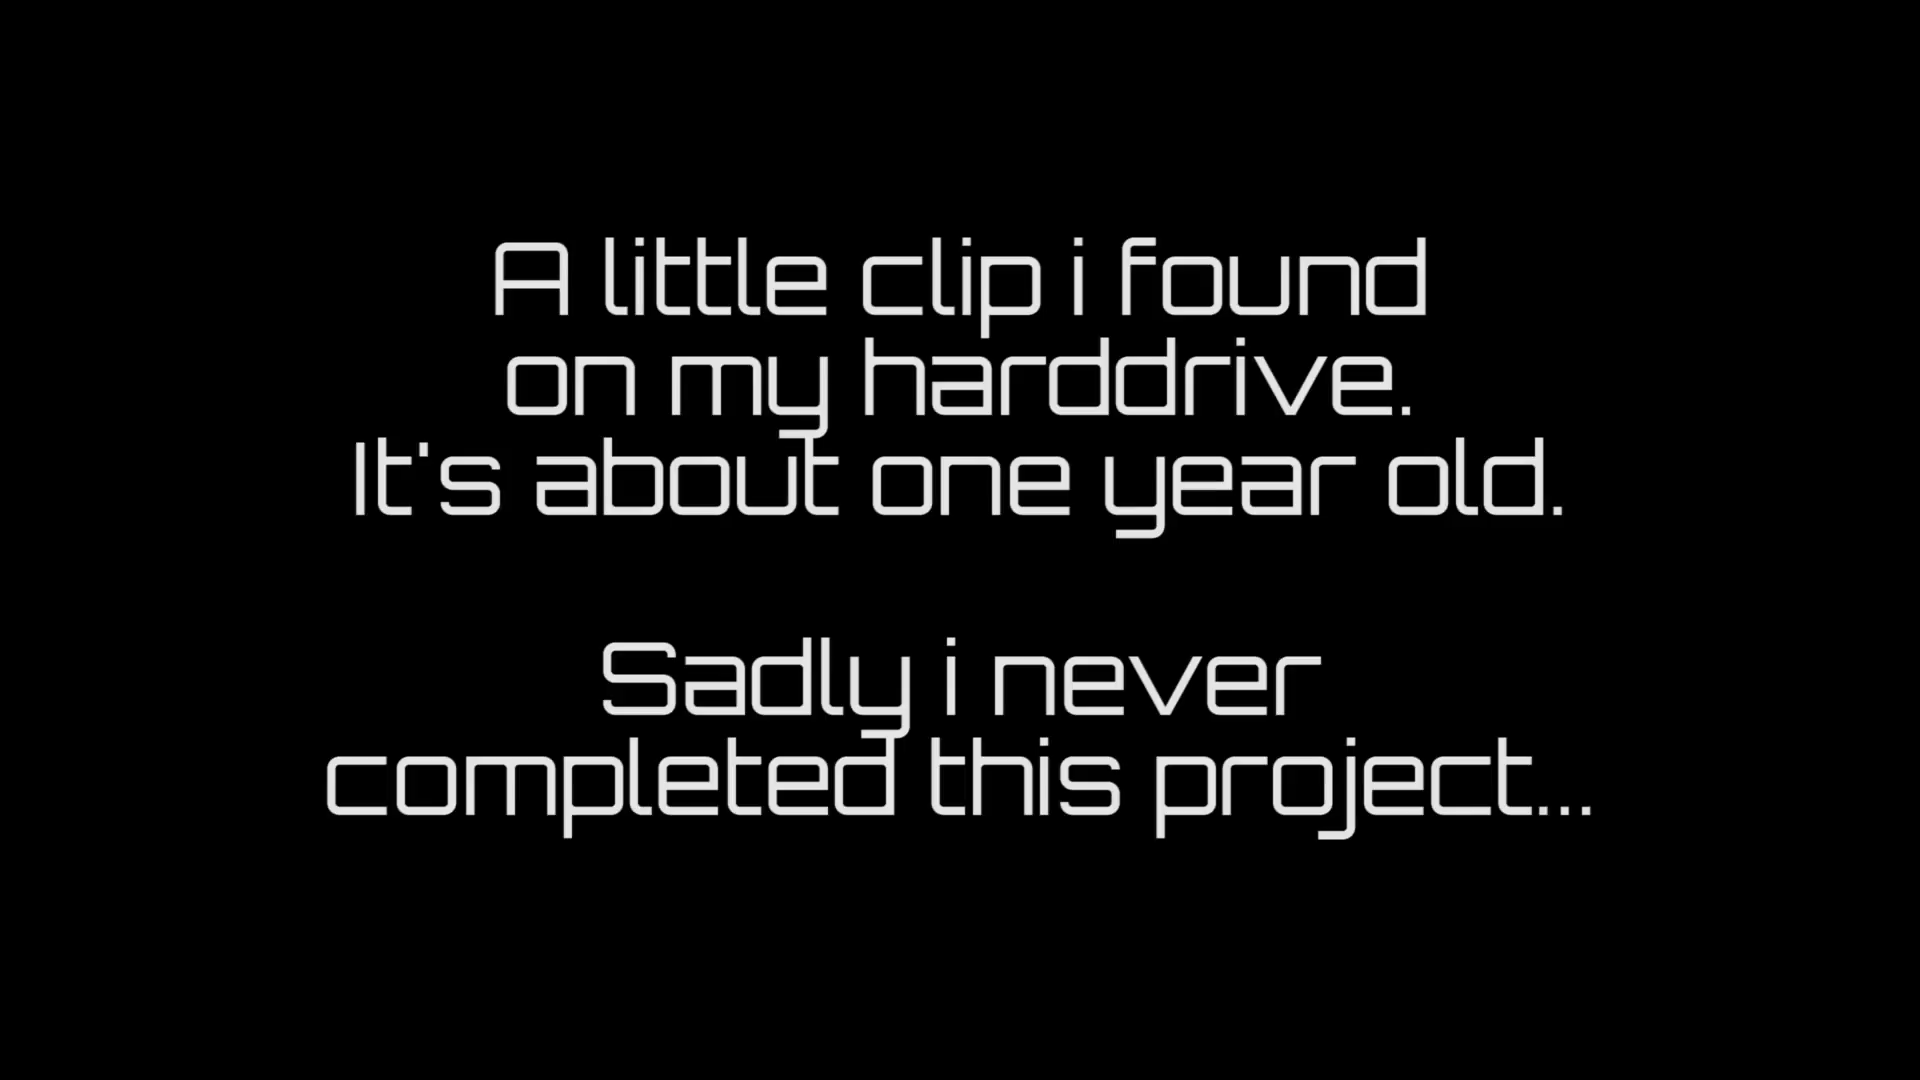 A little clip i found
on my harddrive.
It's about one year old.
Sadly i never
completed this project...